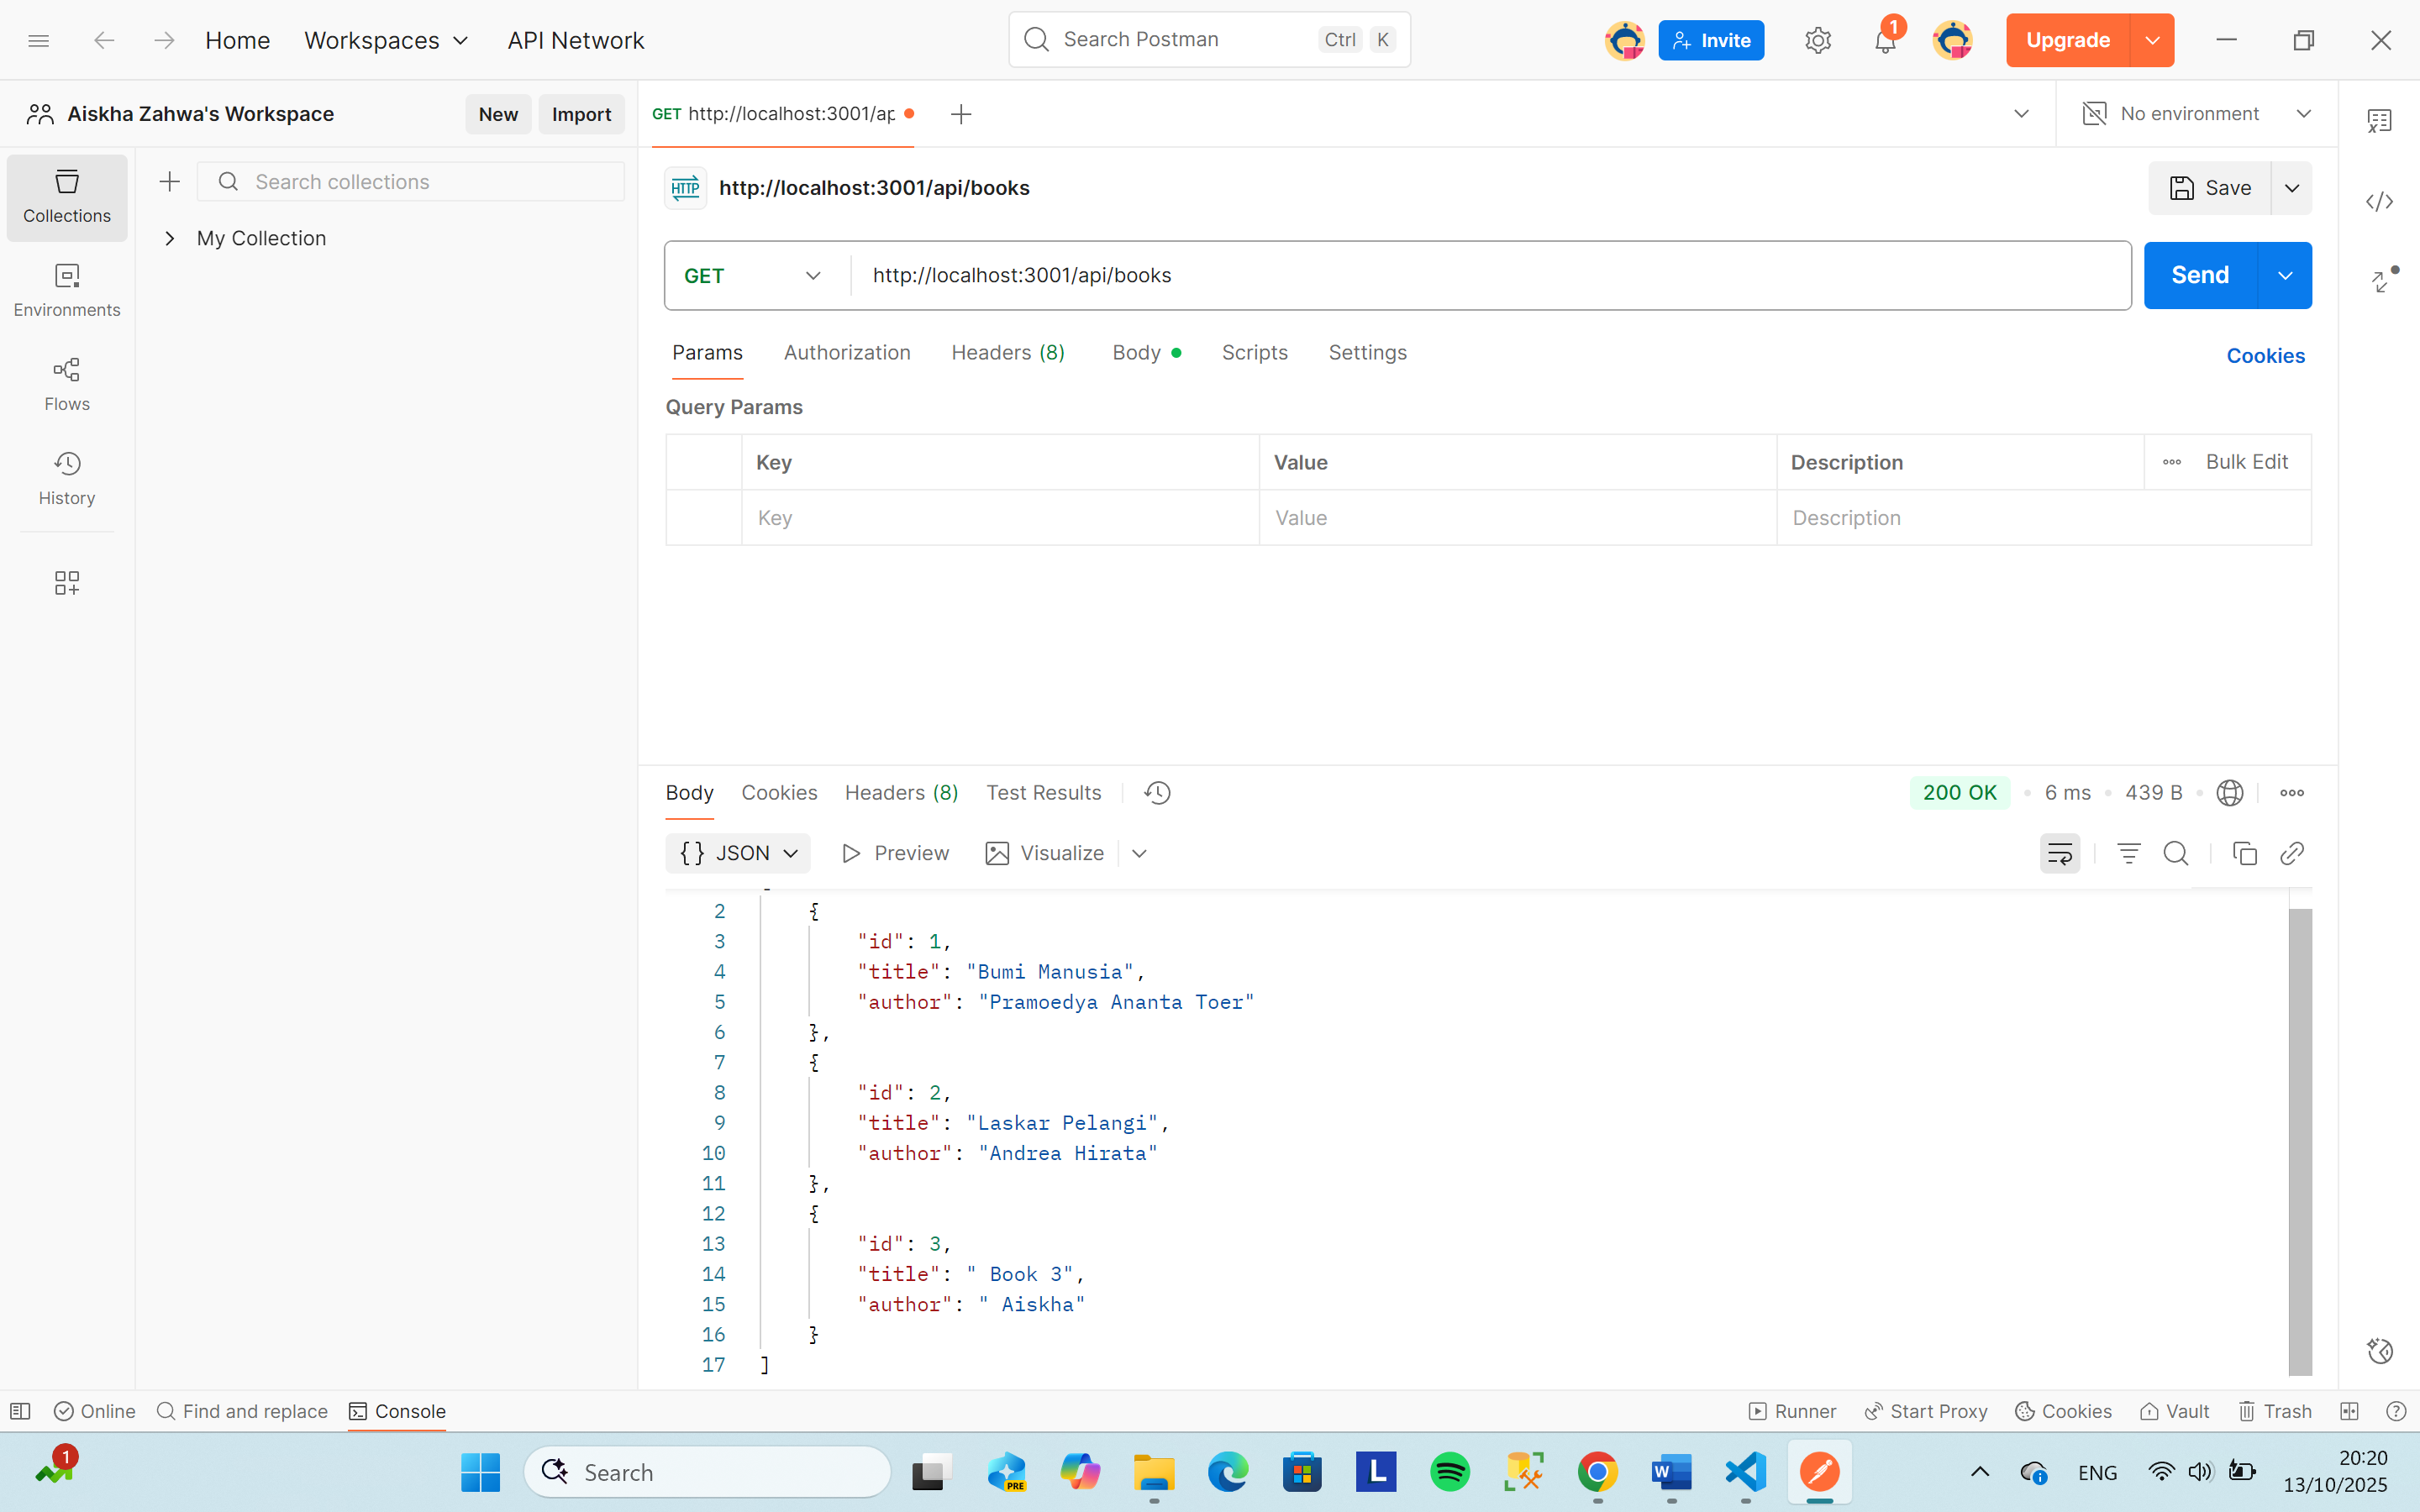 Home
Workspaces
API Network
Search Postman
Ctrl K
Invite
1
Upgrade
Aiskha Zahwa's Workspace
New
Import
GET http://localhost:3001/ap
No environment
Collections
Search collections
HTTP http://localhost:3001/api/books
Save
My Collection
Environments
GET http://localhost:3001/api/books
Send
Params Authorization Headers (8) Body Scripts Settings
Cookies
Flows
Query Params
History
Key Value Description Bulk Edit
Key Value Description
Body Cookies Headers (8) Test Results
200 OK • 6 ms • 439 B
{} JSON Preview Visualize
2 {
3 "id": 1,
4 "title": "Bumi Manusia",
5 "author": "Pramoedya Ananta Toer"
6 },
7 {
8 "id": 2,
9 "title": "Laskar Pelangi",
10 "author": "Andrea Hirata"
11 },
12 {
13 "id": 3,
14 "title": " Book 3",
15 "author": " Aiskha"
16 }
17 ]
Online Find and replace Console
Runner Start Proxy Cookies Vault Trash
1
Search
PRE
L
W
ENG
20:20
13/10/2025